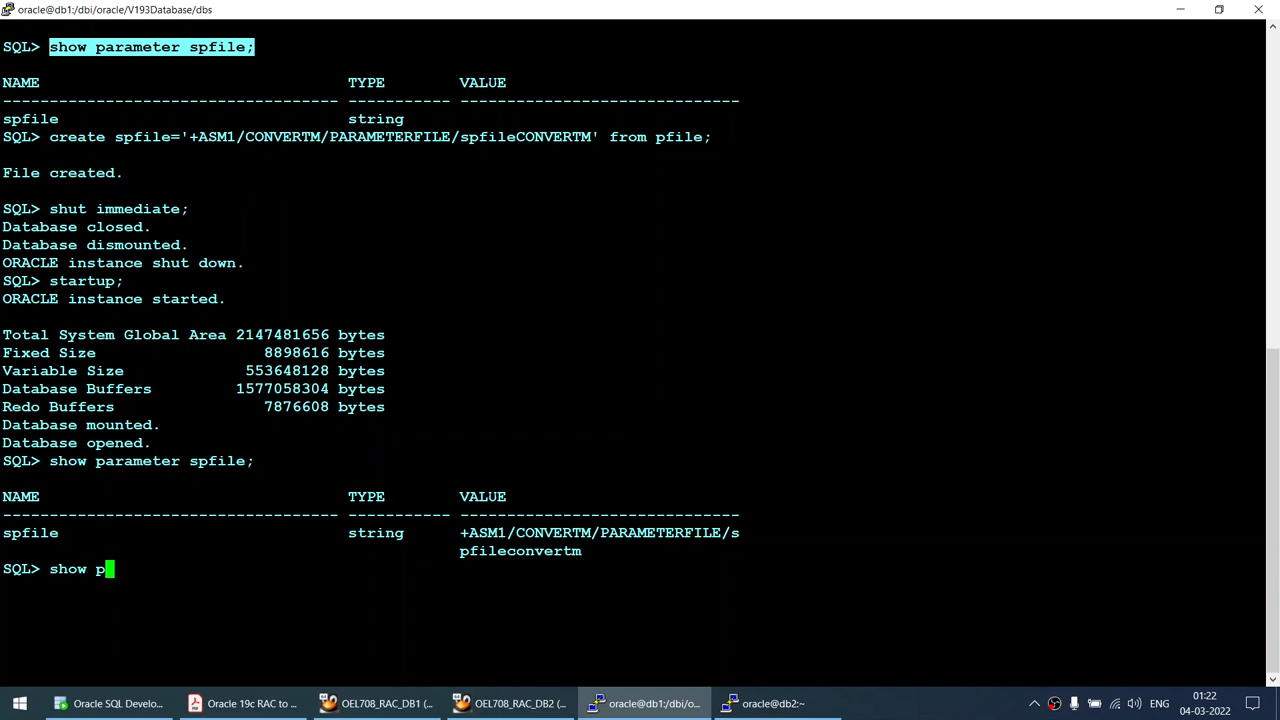 oracle@db1:/dbi/oracle/V193Database/dbs
SQL> show parameter spfile;
NAME TYPE VALUE
------------------------------------ ----------- ------------------------------
spfile string
SQL> create spfile='+ASM1/CONVERTM/PARAMETERFILE/spfileCONVERTM' from pfile;
File created.
SQL> shut immediate;
Database closed.
Database dismounted.
ORACLE instance shut down.
SQL> startup;
ORACLE instance started.
Total System Global Area 2147481656 bytes
Fixed Size 8898616 bytes
Variable Size 553648128 bytes
Database Buffers 1577058304 bytes
Redo Buffers 7876608 bytes
Database mounted.
Database opened.
SQL> show parameter spfile;
NAME TYPE VALUE
------------------------------------ ----------- ------------------------------
spfile string +ASM1/CONVERTM/PARAMETERFILE/s
pfileconvertm
SQL> show p
Oracle SQL Develop... Oracle 19c RAC to ... OEL708_RAC_DB1 (... OEL708_RAC_DB2 (... oracle@db1:/dbi/o... oracle@db2:~ ENG 01:22
04-03-2022